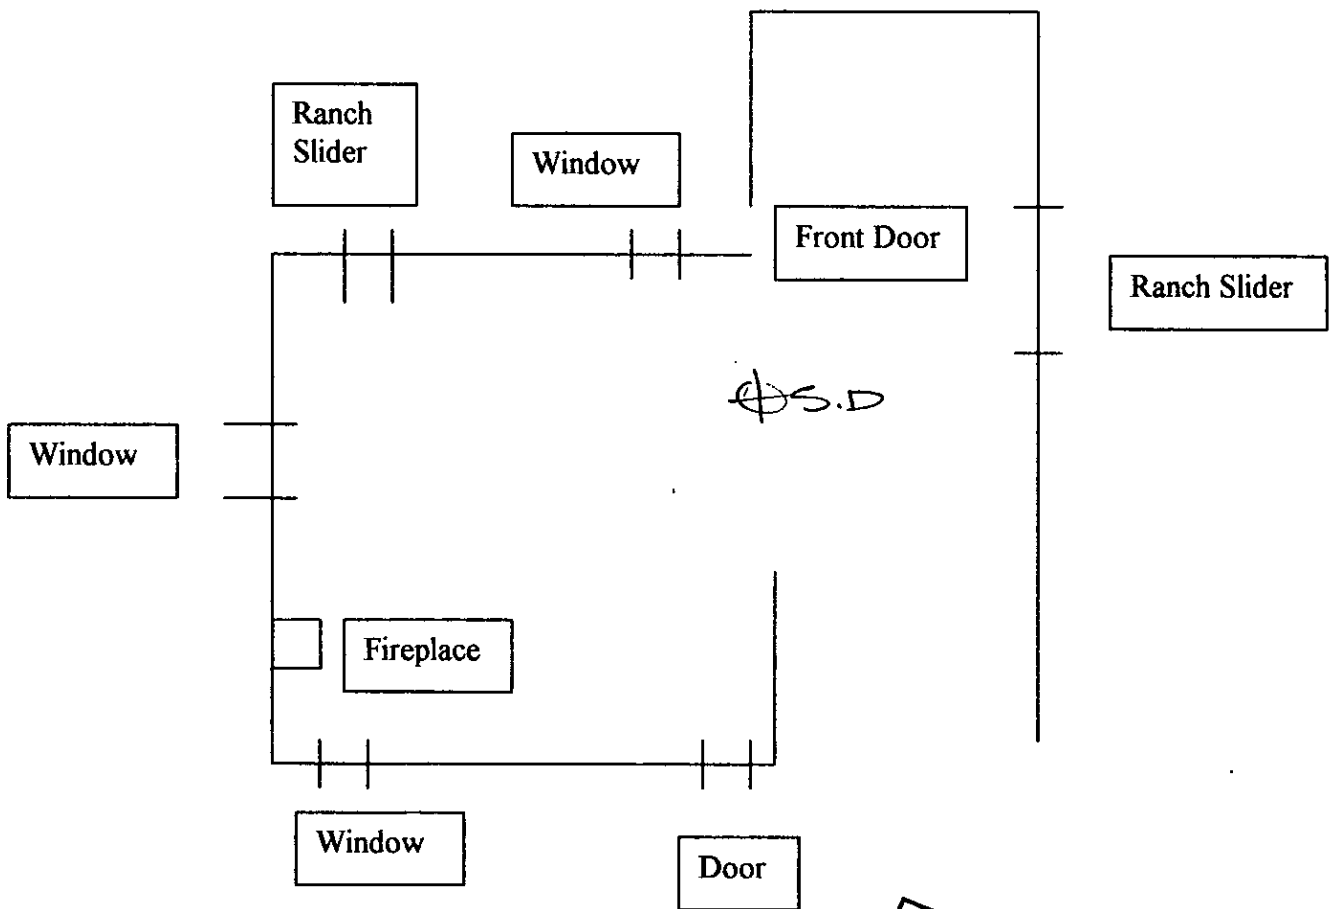 Ranch
Slider
Window
Front Door
Ranch Slider
S.D
Window
Fireplace
Window
Door